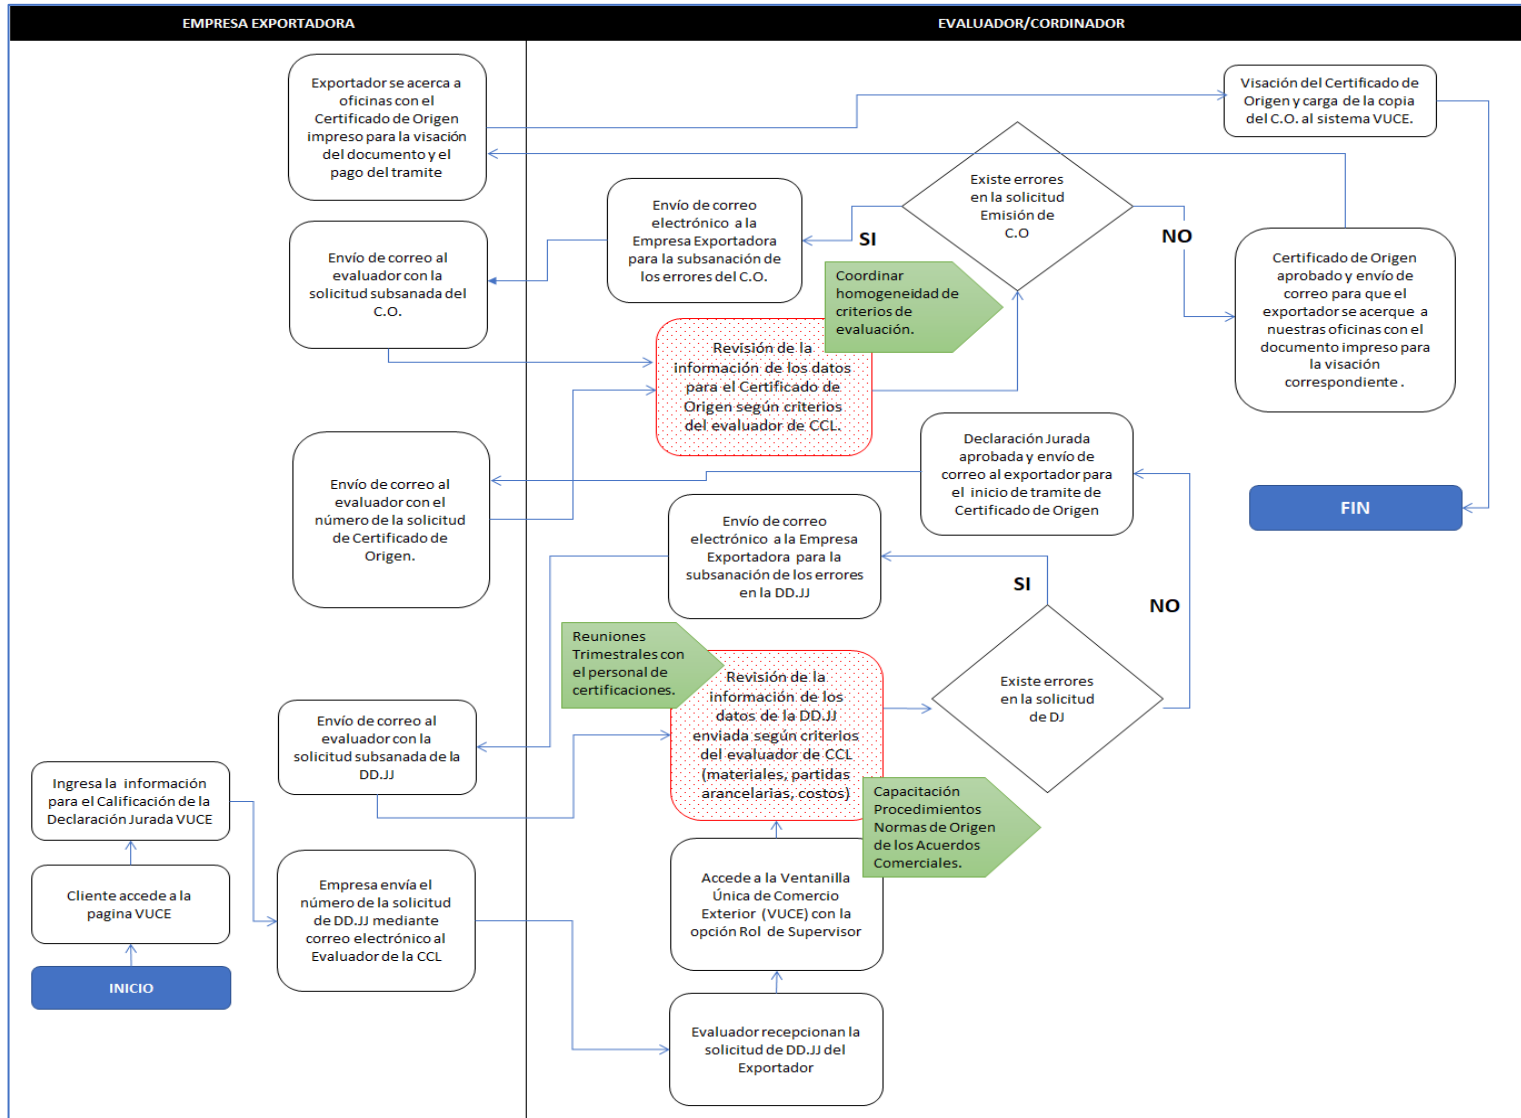 EMPRESA EXPORTADORA
EVALUADOR/CORDINADOR
Exportador se acerca a
oficinas con el
Certificado de Origen
impreso para la visación
del documento y el
pago del tramite
Visación del Certificado de
Origen y carga de la copia
del C.O. al sistema VUCE.
Existe errores
en la solicitud
Emisión de
C.O
SI
NO
Envío de correo
electrónico a la
Empresa Exportadora
para la subsanación de
los errores del C.O.
Envío de correo al
evaluador con la
solicitud subsanada del
C.O.
Certificado de Origen
aprobado y envío de
correo para que el
exportador se acerque a
nuestras oficinas con el
documento impreso para
la visación
correspondiente .
Coordinar
homogeneidad de
criterios de
evaluación.
Revisión de la
información de los datos
para el Certificado de
Origen según criterios
del evaluador de CCL.
Declaración Jurada
aprobada y envío de
correo al exportador para
el inicio de tramite de
Certificado de Origen
Envío de correo al
evaluador con el
número de la solicitud
de Certificado de
Origen.
FIN
Envío de correo
electrónico a la Empresa
Exportadora para la
subsanación de los errores
en la DD.JJ
SI
NO
Reuniones
Trimestrales con
el personal de
certificaciones.
Revisión de la
información de los
datos de la DD.JJ
enviada según criterios
del evaluador de CCL
(materiales, partidas
arancelarias, costos)
Existe errores
en la solicitud
de DJ
Envío de correo al
evaluador con la
solicitud subsanada de la
DD.JJ
Ingresa la información
para el Calificación de la
Declaración Jurada VUCE
Capacitación
Procedimientos
Normas de Origen
de los Acuerdos
Comerciales.
Cliente accede a la
pagina VUCE
Empresa envía el
número de la solicitud
de DD.JJ mediante
correo electrónico al
Evaluador de la CCL
Accede a la Ventanilla
Única de Comercio
Exterior (VUCE) con la
opción Rol de Supervisor
INICIO
Evaluador recepcionan la
solicitud de DD.JJ del
Exportador